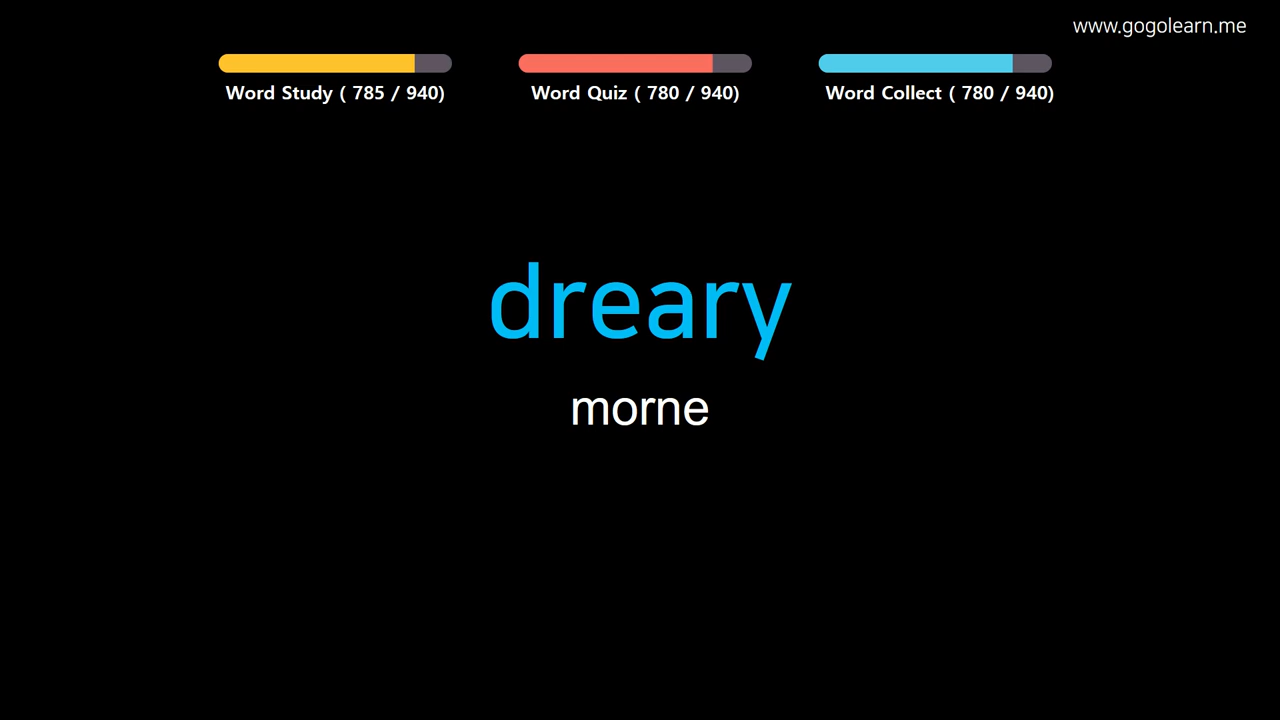 www.gogolearn.me
Word Study ( 785 / 940)
Word Quiz ( 780 / 940)
Word Collect ( 780 / 940)
dreary
morne